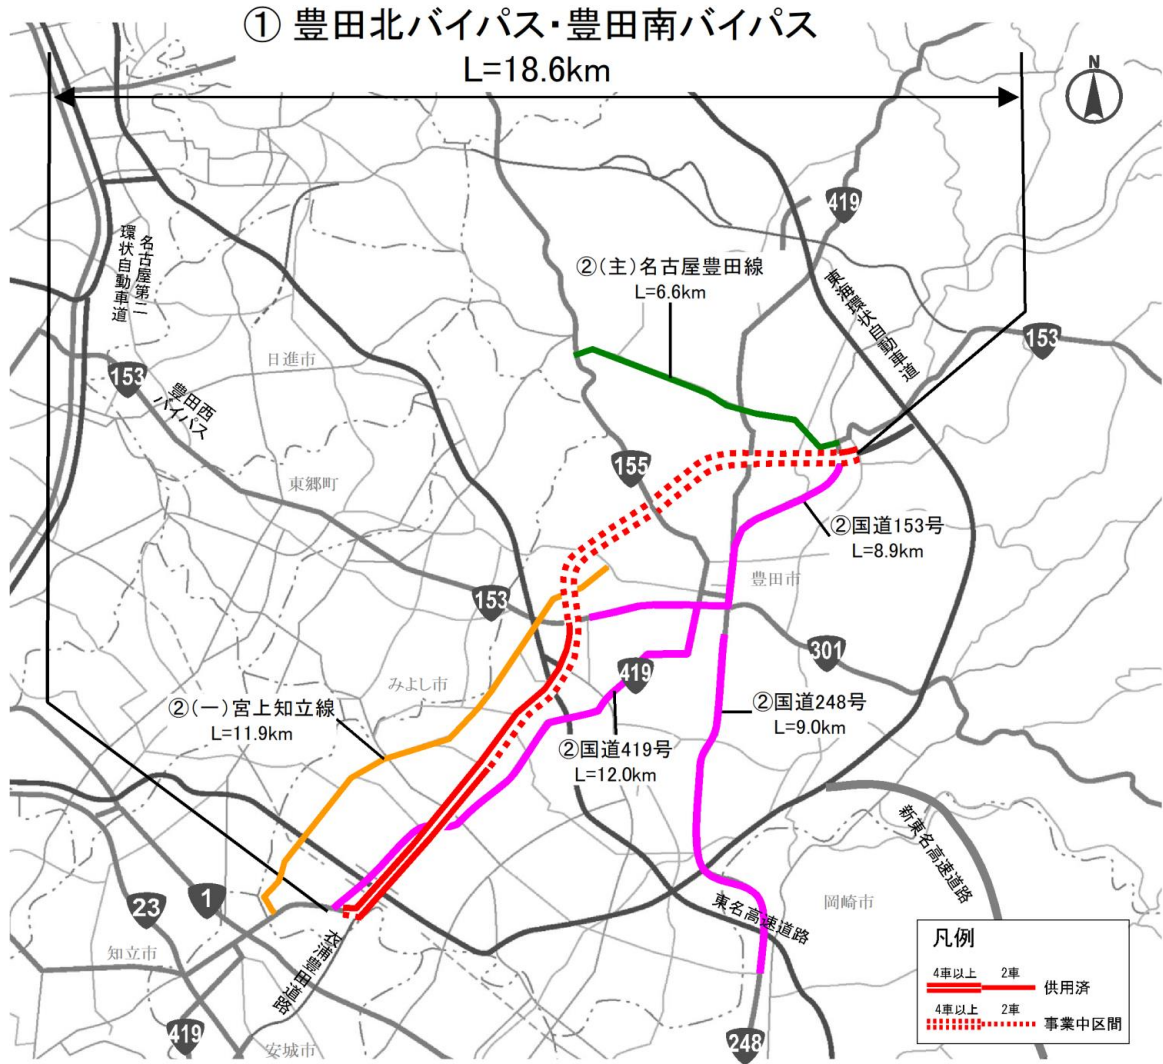 ① 豊田北バイパス・豊田南バイパス
L=18.6km
N
419
名古屋第二
環状自動車道
②(主)名古屋豊田線
L=6.6km
東海環状自動車道
153
日進市
153
豊田西
バイパス
155
東郷町
②国道153号
L=8.9km
豊田市
153
301
419
みよし市
②(一)宮上知立線
L=11.9km
②国道248号
L=9.0km
②国道419号
L=12.0km
新東名高速道路
23
1
岡崎市
東名高速道路
知立市
衣浦豊田道路
419
安城市
248
凡例
4車以上 2車
供用済
4車以上 2車
事業中区間